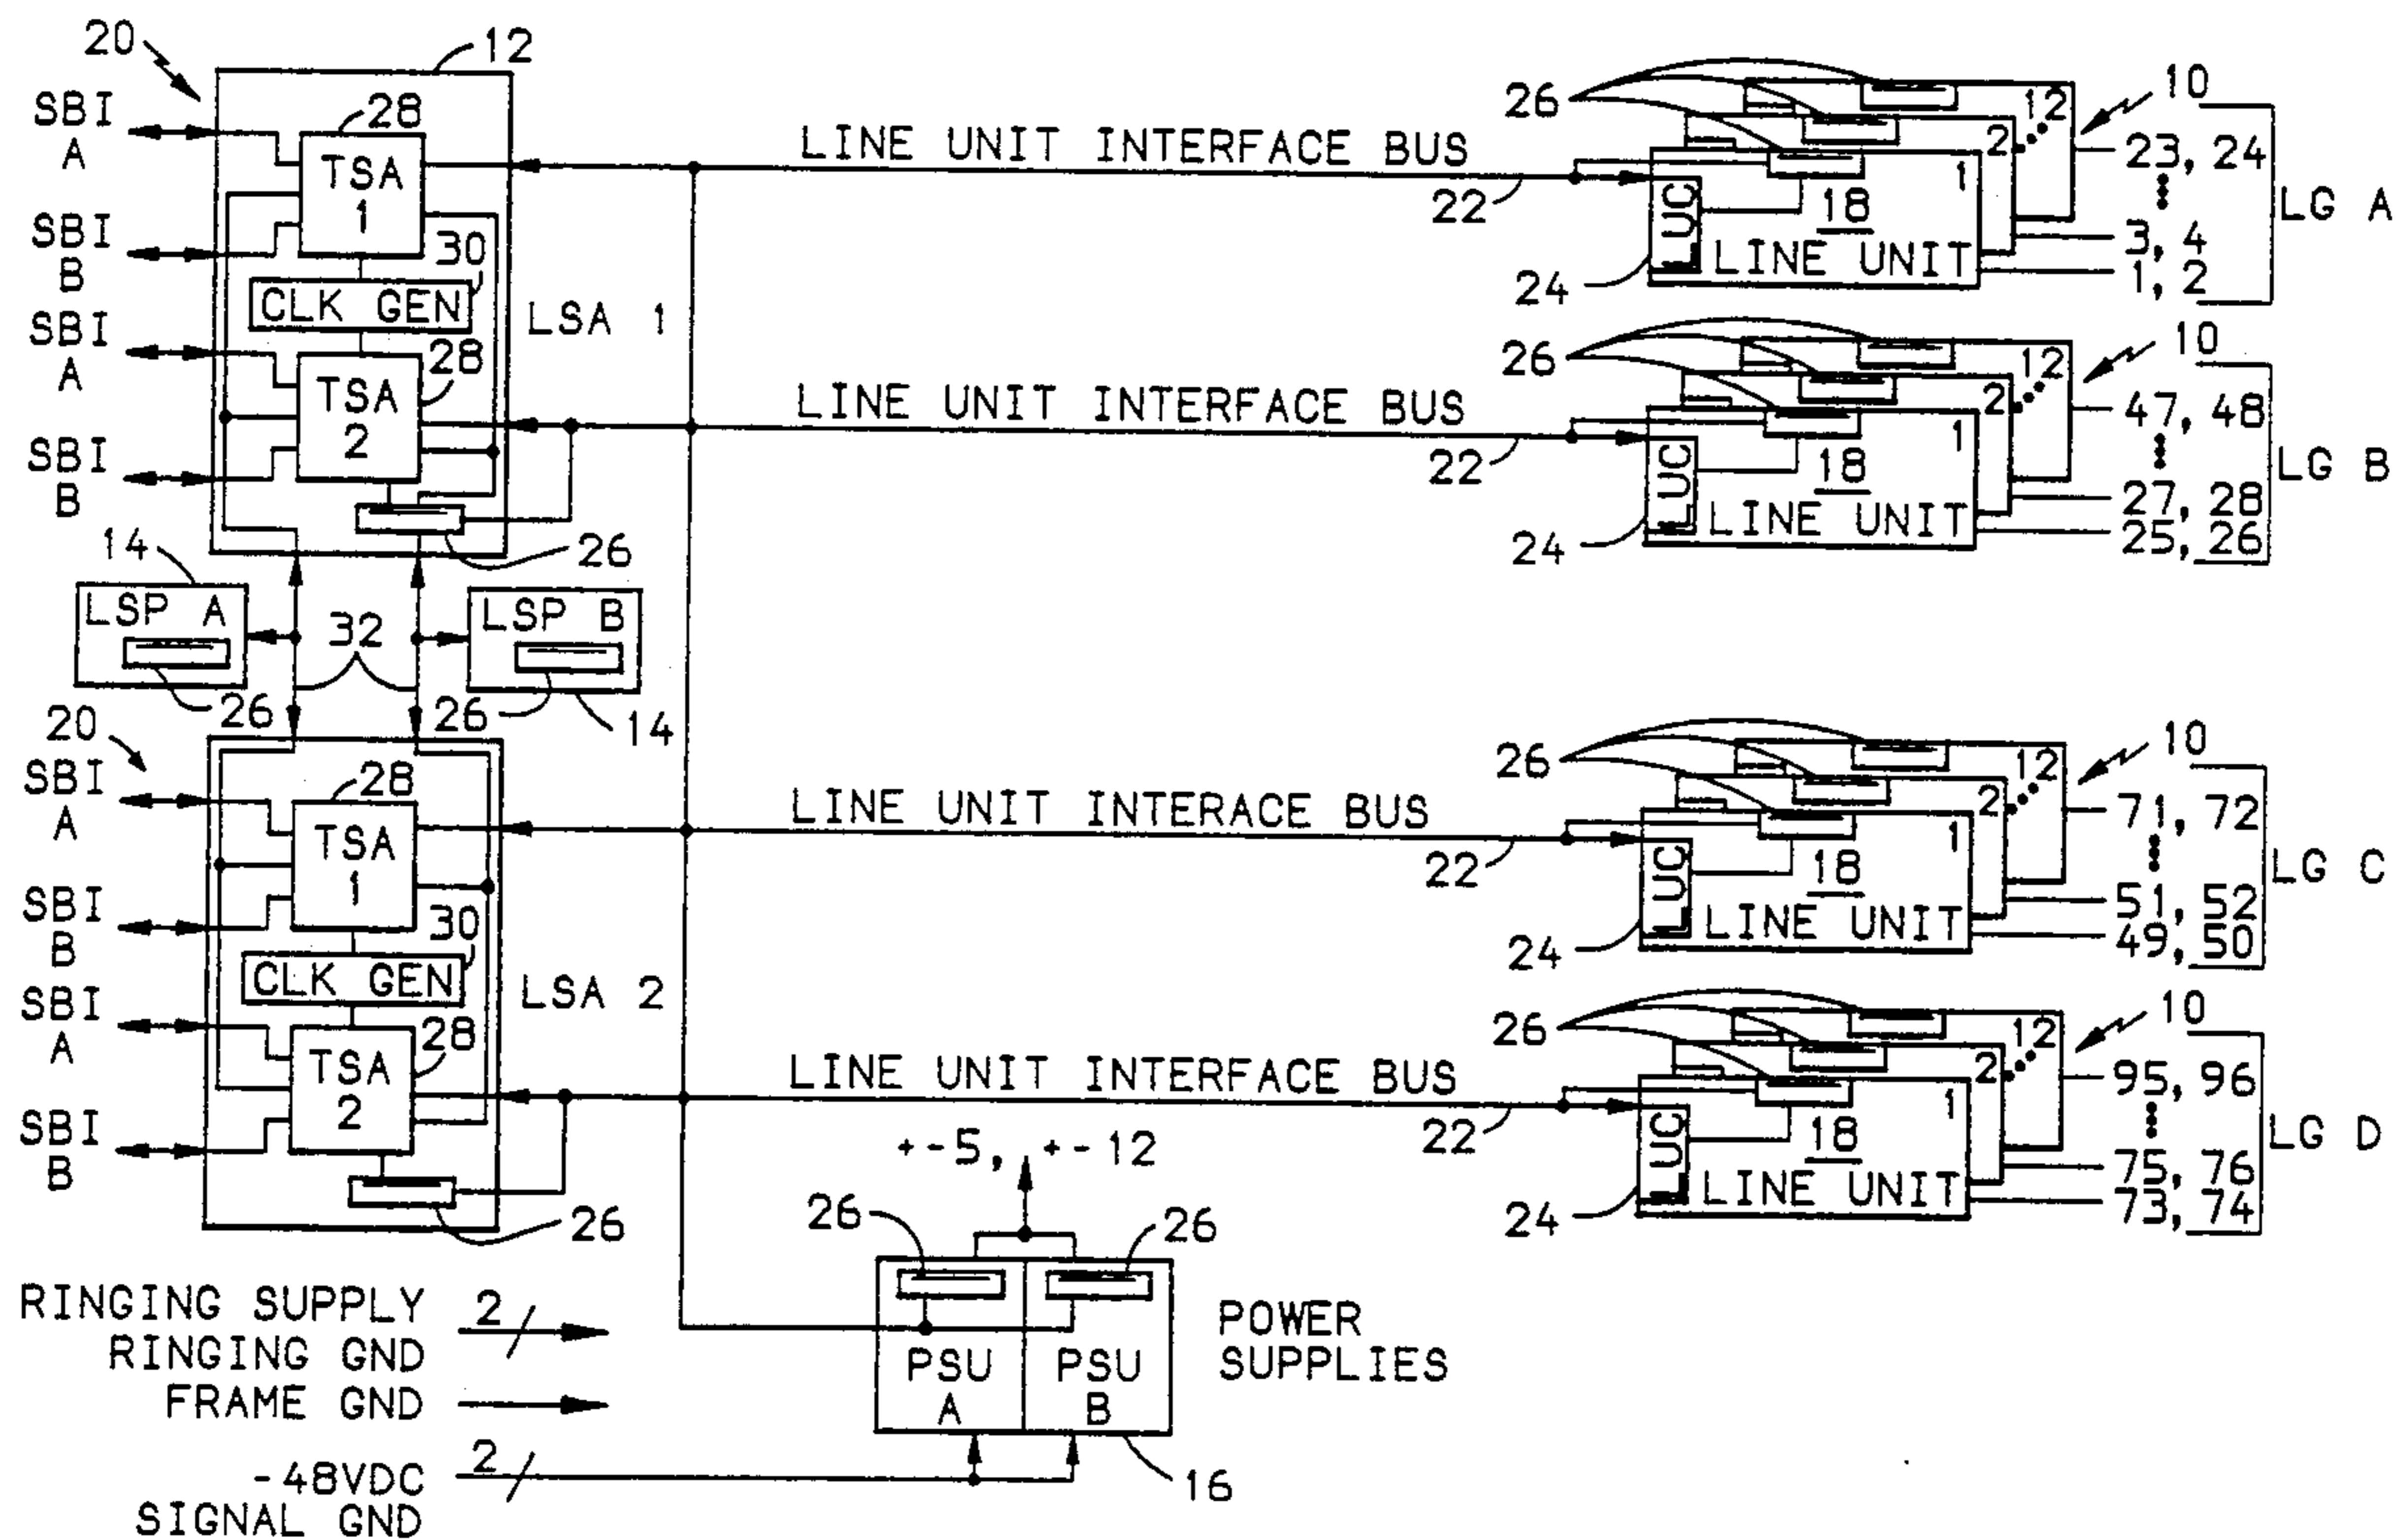 20
12
SBI
A
28
TSA
1
SBI
B
30
CLK GEN
LSA 1
SBI
A
28
TSA
2
SBI
B
26
14
LSP A
26
32
LSP B
26
14
20
SBI
A
28
TSA
1
SBI
B
30
CLK GEN
LSA 2
SBI
A
28
TSA
2
SBI
B
26
LINE UNIT INTERFACE BUS
22
26
12
2
1
10
LUC
18
LINE UNIT
24
23, 24
3, 4
1, 2
LG A
LINE UNIT INTERFACE BUS
22
26
12
2
1
10
LUC
18
LINE UNIT
24
47, 48
27, 28
25, 26
LG B
LINE UNIT INTERACE BUS
22
26
12
2
1
10
LUC
18
LINE UNIT
24
71, 72
51, 52
49, 50
LG C
LINE UNIT INTERFACE BUS
22
26
12
2
1
10
LUC
18
LINE UNIT
24
95, 96
75, 76
73, 74
LG D
+-5, +-12
26
26
PSU
A
PSU
B
16
POWER
SUPPLIES
RINGING SUPPLY
2
RINGING GND
FRAME GND
-48VDC
2
SIGNAL GND